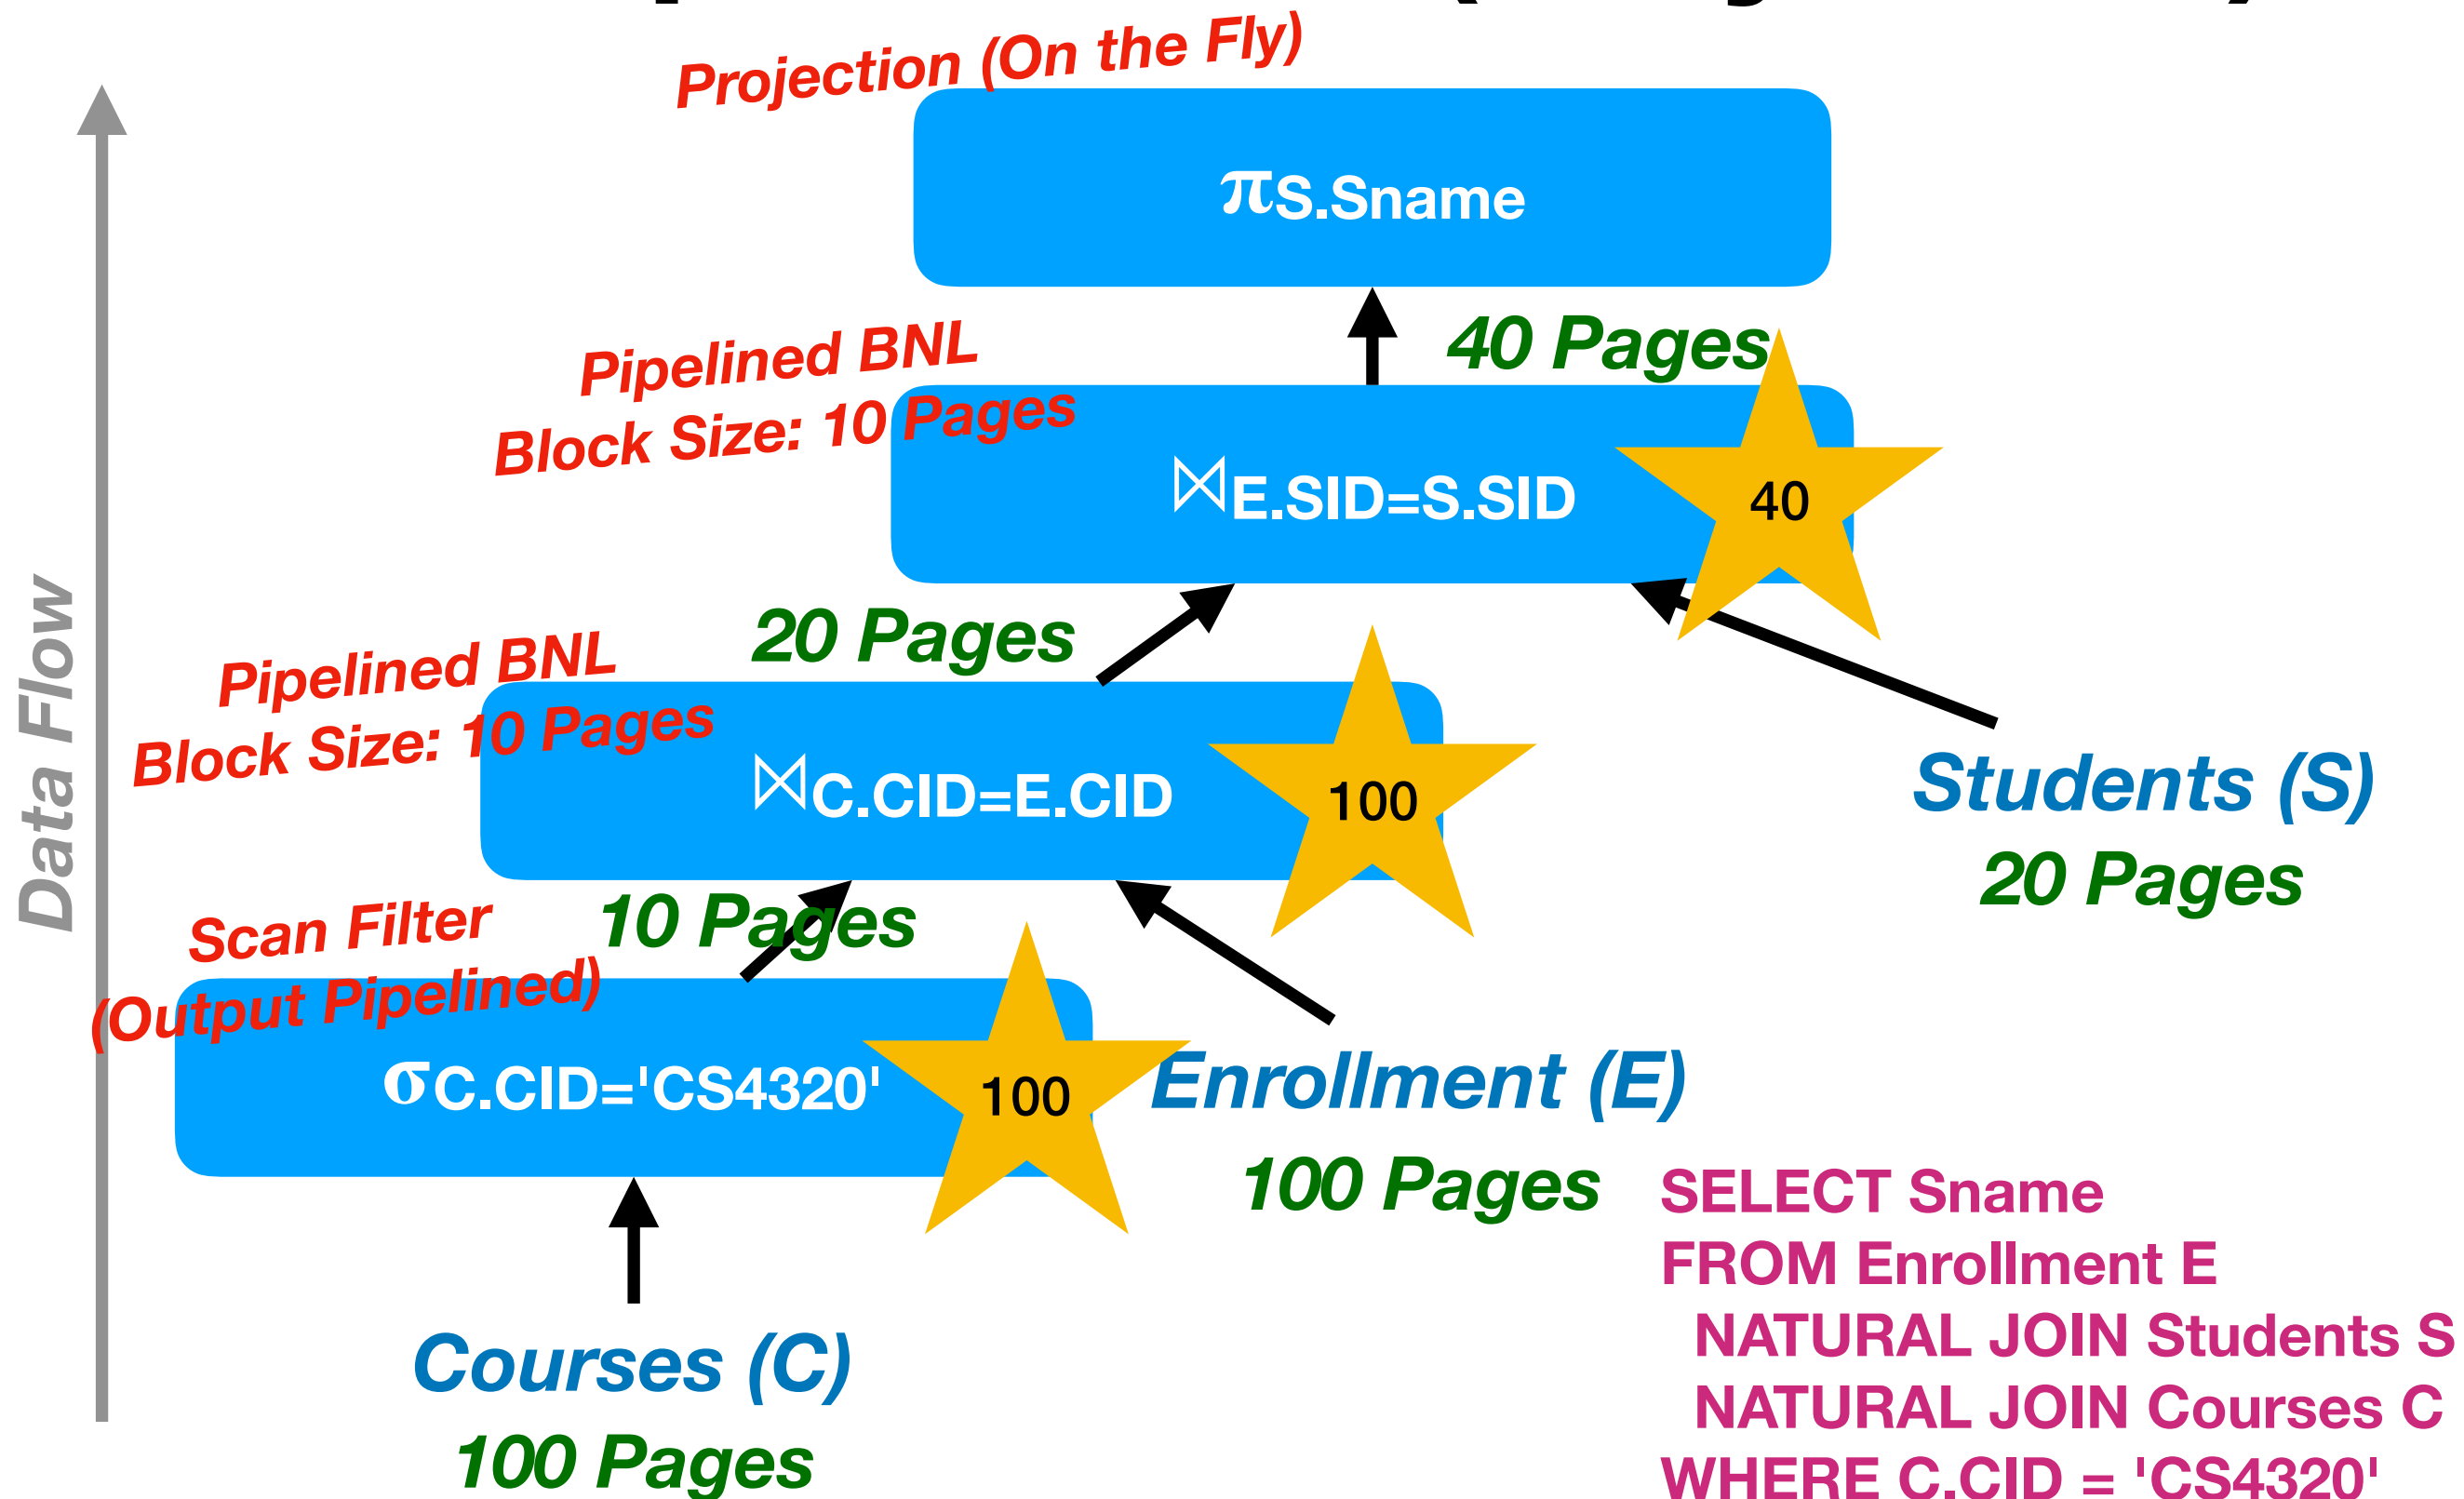 Projection (On the Fly)
πS.Sname
Pipelined BNL
Block Size: 10 Pages
40 Pages
⋈E.SID=S.SID
40
Data Flow
20 Pages
Pipelined BNL
Block Size: 10 Pages
⋈C.CID=E.CID
100
Students (S)
20 Pages
Scan Filter
(Output Pipelined)
10 Pages
σC.CID='CS4320'
100
Enrollment (E)
100 Pages
Courses (C)
100 Pages
SELECT Sname
FROM Enrollment E
NATURAL JOIN Students S
NATURAL JOIN Courses C
WHERE C.CID = 'CS4320'